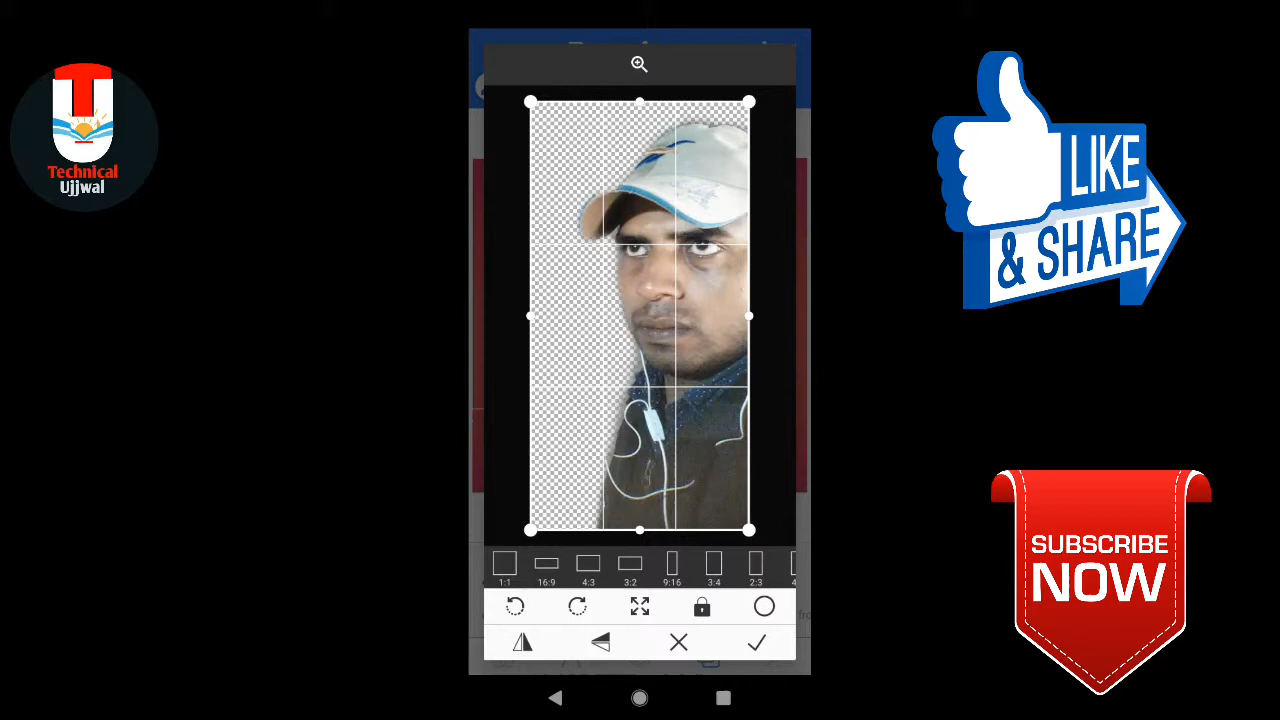 Technical
Ujjwal
LIKE
& SHARE
1:1
16:9
4:3
3:2
9:16
3:4
2:3
SUBSCRIBE
NOW